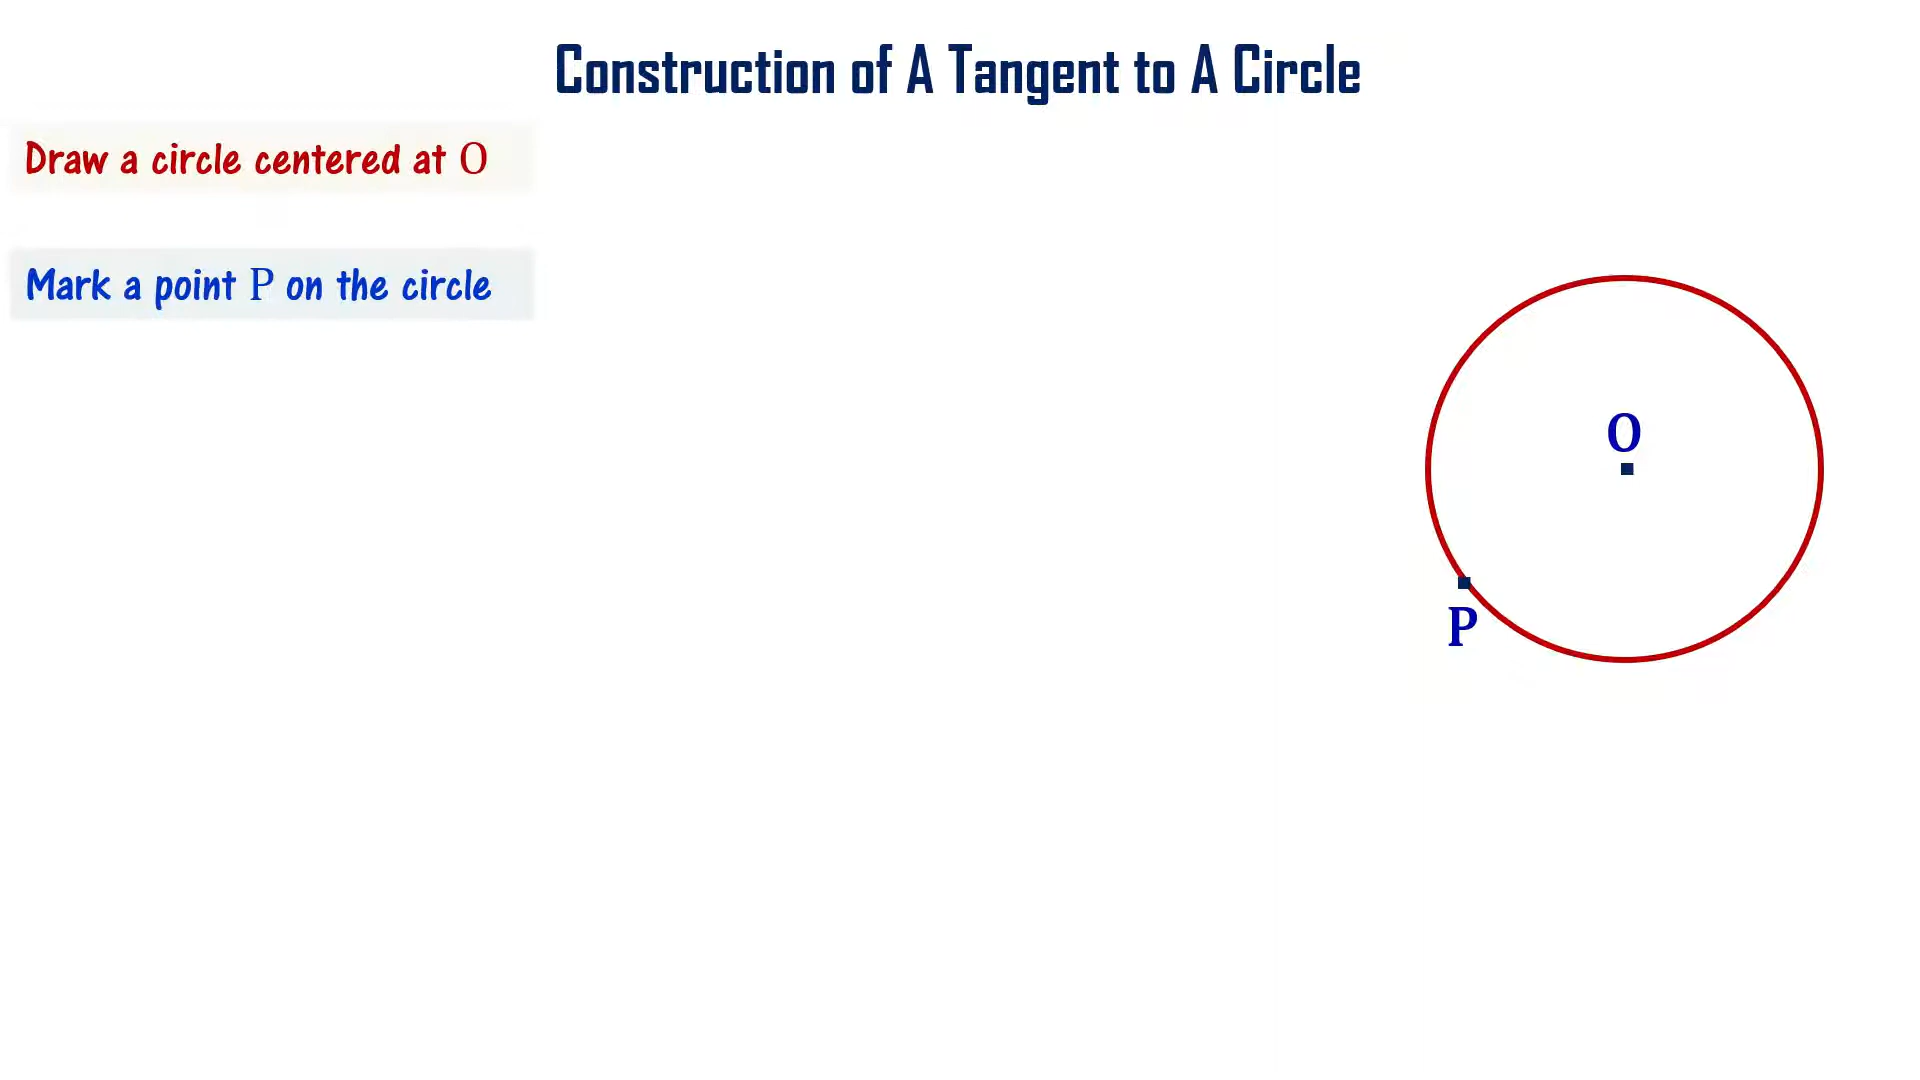 Construction of A Tangent to A Circle
Draw a circle centered at O
Mark a point P on the circle
O
P